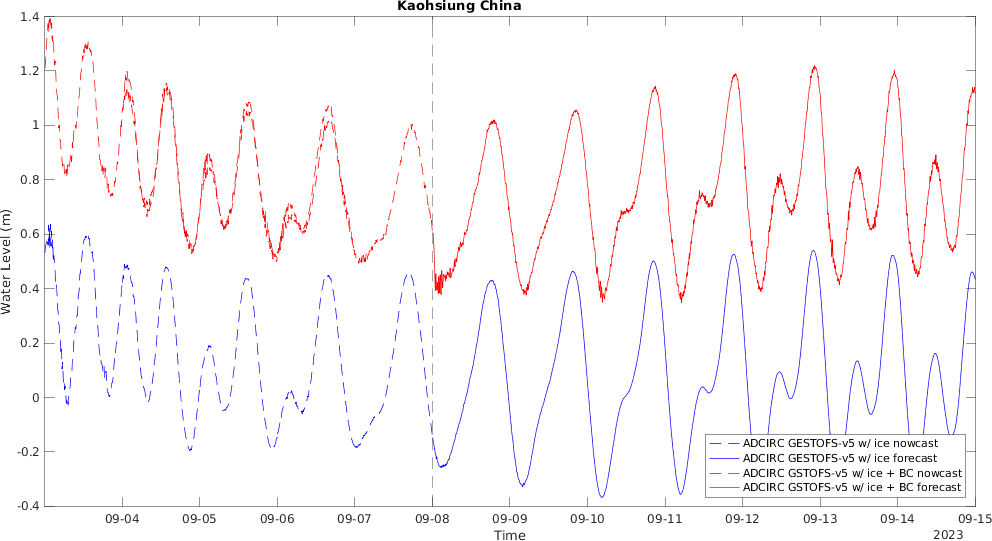 Kaohsiung China
1.4
1.2
1
0.8
0.6
0.4
0.2
0
-0.2
-0.4
Water Level (m)
ADCIRC GESTOFS-v5 w/ ice nowcast
ADCIRC GESTOFS-v5 w/ ice forecast
ADCIRC GSTOFS-v5 w/ ice + BC nowcast
ADCIRC GSTOFS-v5 w/ ice + BC forecast
09-04 09-05 09-06 09-07 09-08 09-09 09-10 09-11 09-12 09-13 09-14 09-15
Time
2023